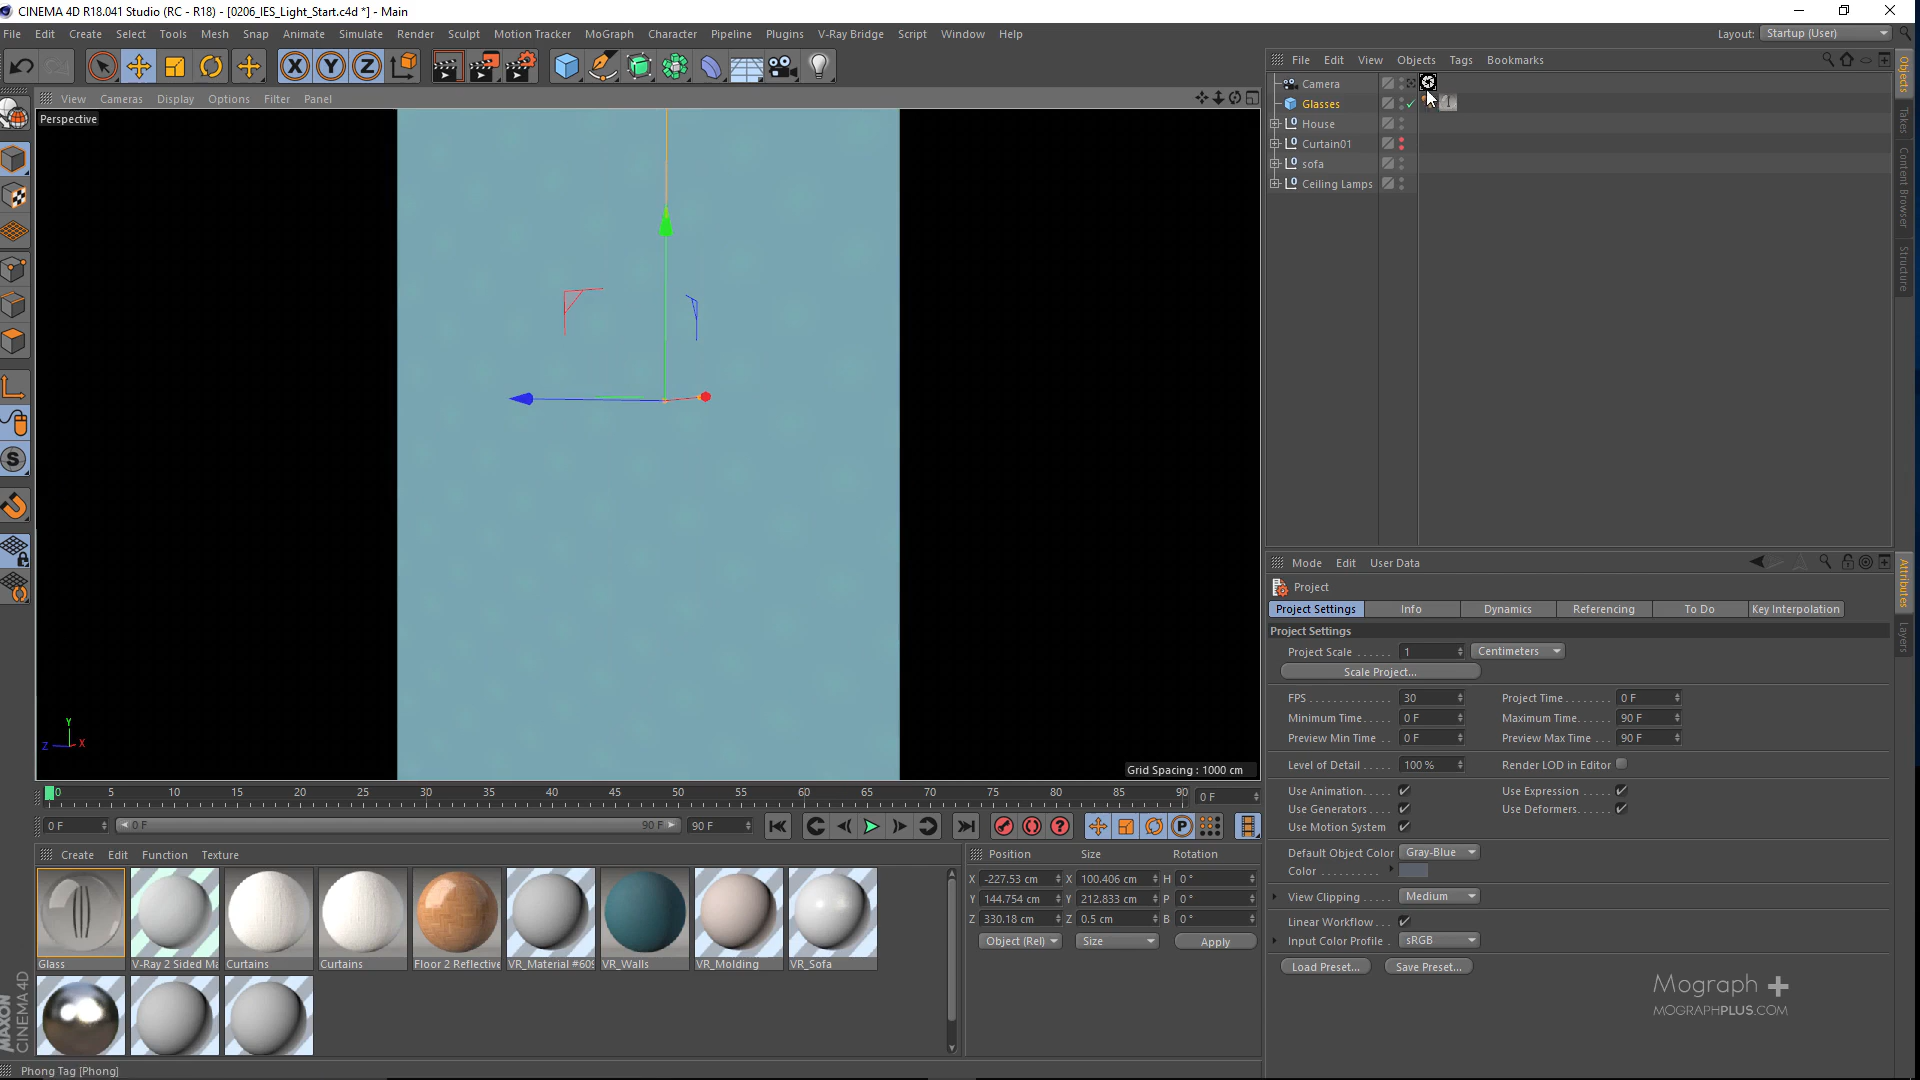 CINEMA 4D R18.041 Studio (RC - R18) - [0206_IES_Light_Start.c4d *] - Main
File Edit Create Select Tools Mesh Snap Animate Simulate Render Sculpt Motion Tracker MoGraph Character Pipeline Plugins V-Ray Bridge Script Window Help
Layout: Startup (User)
File Edit View Objects Tags Bookmarks
View Cameras Display Options Filter Panel
Perspective
Camera
Glasses
House
Curtain01
sofa
Ceiling Lamps
Objects
Takes
Content Browser
Structure
Y
Z X
Grid Spacing : 1000 cm
Mode Edit User Data
Project
Project Settings Info Dynamics Referencing To Do Key Interpolation
Project Settings
Project Scale ...... 1 Centimeters
Scale Project...
FPS .............. 30 Project Time........ 0 F
Minimum Time..... 0 F Maximum Time...... 90 F
Preview Min Time .. 0 F Preview Max Time ... 90 F
Level of Detail ..... 100 % Render LOD in Editor
Use Animation..... Use Expression .....
Use Generators.... Use Deformers......
Use Motion System
Default Object Color Gray-Blue
Color ..........
View Clipping ..... Medium
Linear Workflow...
Input Color Profile . sRGB
Load Preset... Save Preset...
Attributes
Layers
0 5 10 15 20 25 30 35 40 45 50 55 60 65 70 75 80 85 90 0 F
0 F 0 F 90 F 90 F
Create Edit Function Texture
Glass
V-Ray 2 Sided Ma
Curtains
Curtains
Floor 2 Reflective
VR_Material #609
VR_Walls
VR_Molding
VR_Sofa
Position Size Rotation
X -227.53 cm X 100.406 cm H 0 °
Y 144.754 cm Y 212.833 cm P 0 °
Z 330.18 cm Z 0.5 cm B 0 °
Object (Rel) Size Apply
MAXON
CINEMA 4D
Mograph +
MOGRAPHPLUS.COM
Phong Tag [Phong]